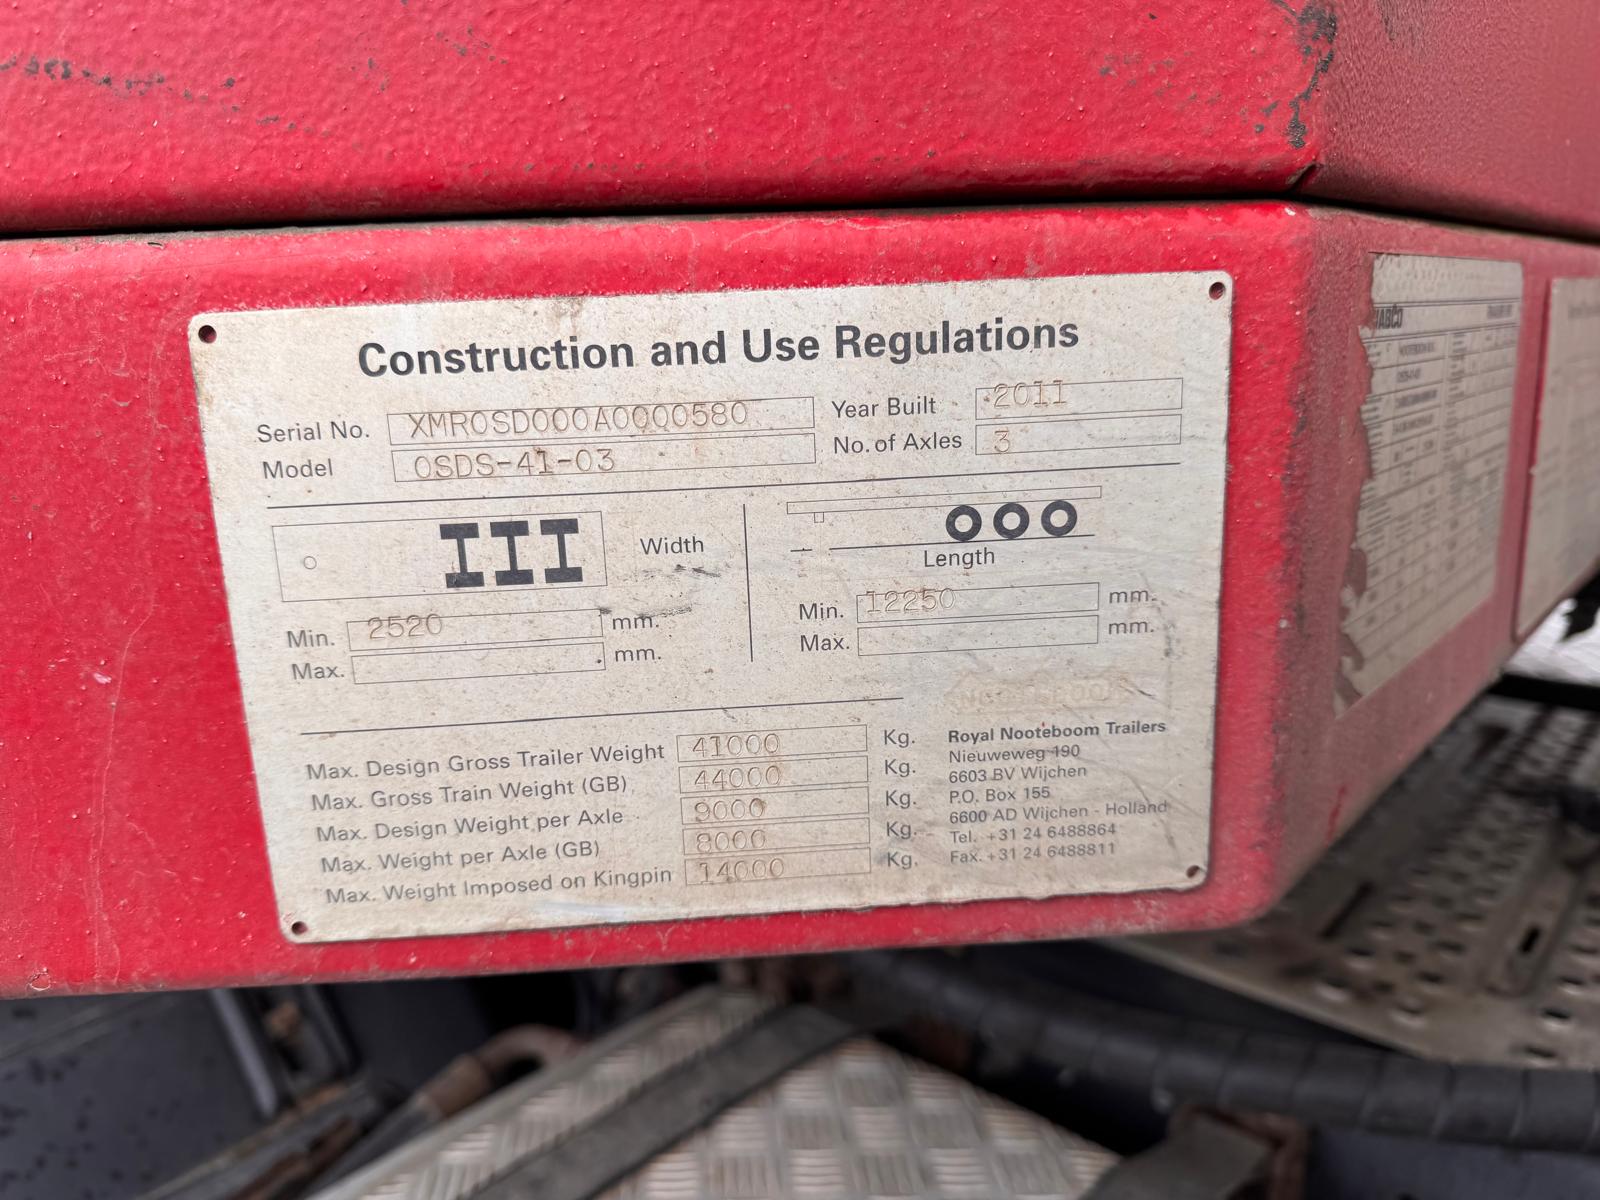 Construction and Use Regulations
Serial No. XMR0SD000A0000580
Year Built 2011
Model OSDS-41-03
No. of Axles 3
Width
Length
Min. 2520 mm.
Max. mm.
Min. 12250 mm.
Max. mm.
NOOTEBOOM
Max. Design Gross Trailer Weight 41000 Kg.
Max. Gross Train Weight (GB) 44000 Kg.
Max. Design Weight per Axle 9000 Kg.
Max. Weight per Axle (GB) 8000 Kg.
Max. Weight Imposed on Kingpin 14000 Kg.
Royal Nooteboom Trailers
Nieuweweg 190
6603 BV Wijchen
P.O. Box 155
6600 AD Wijchen - Holland
Tel. +31 24 6488864
Fax. +31 24 6488811